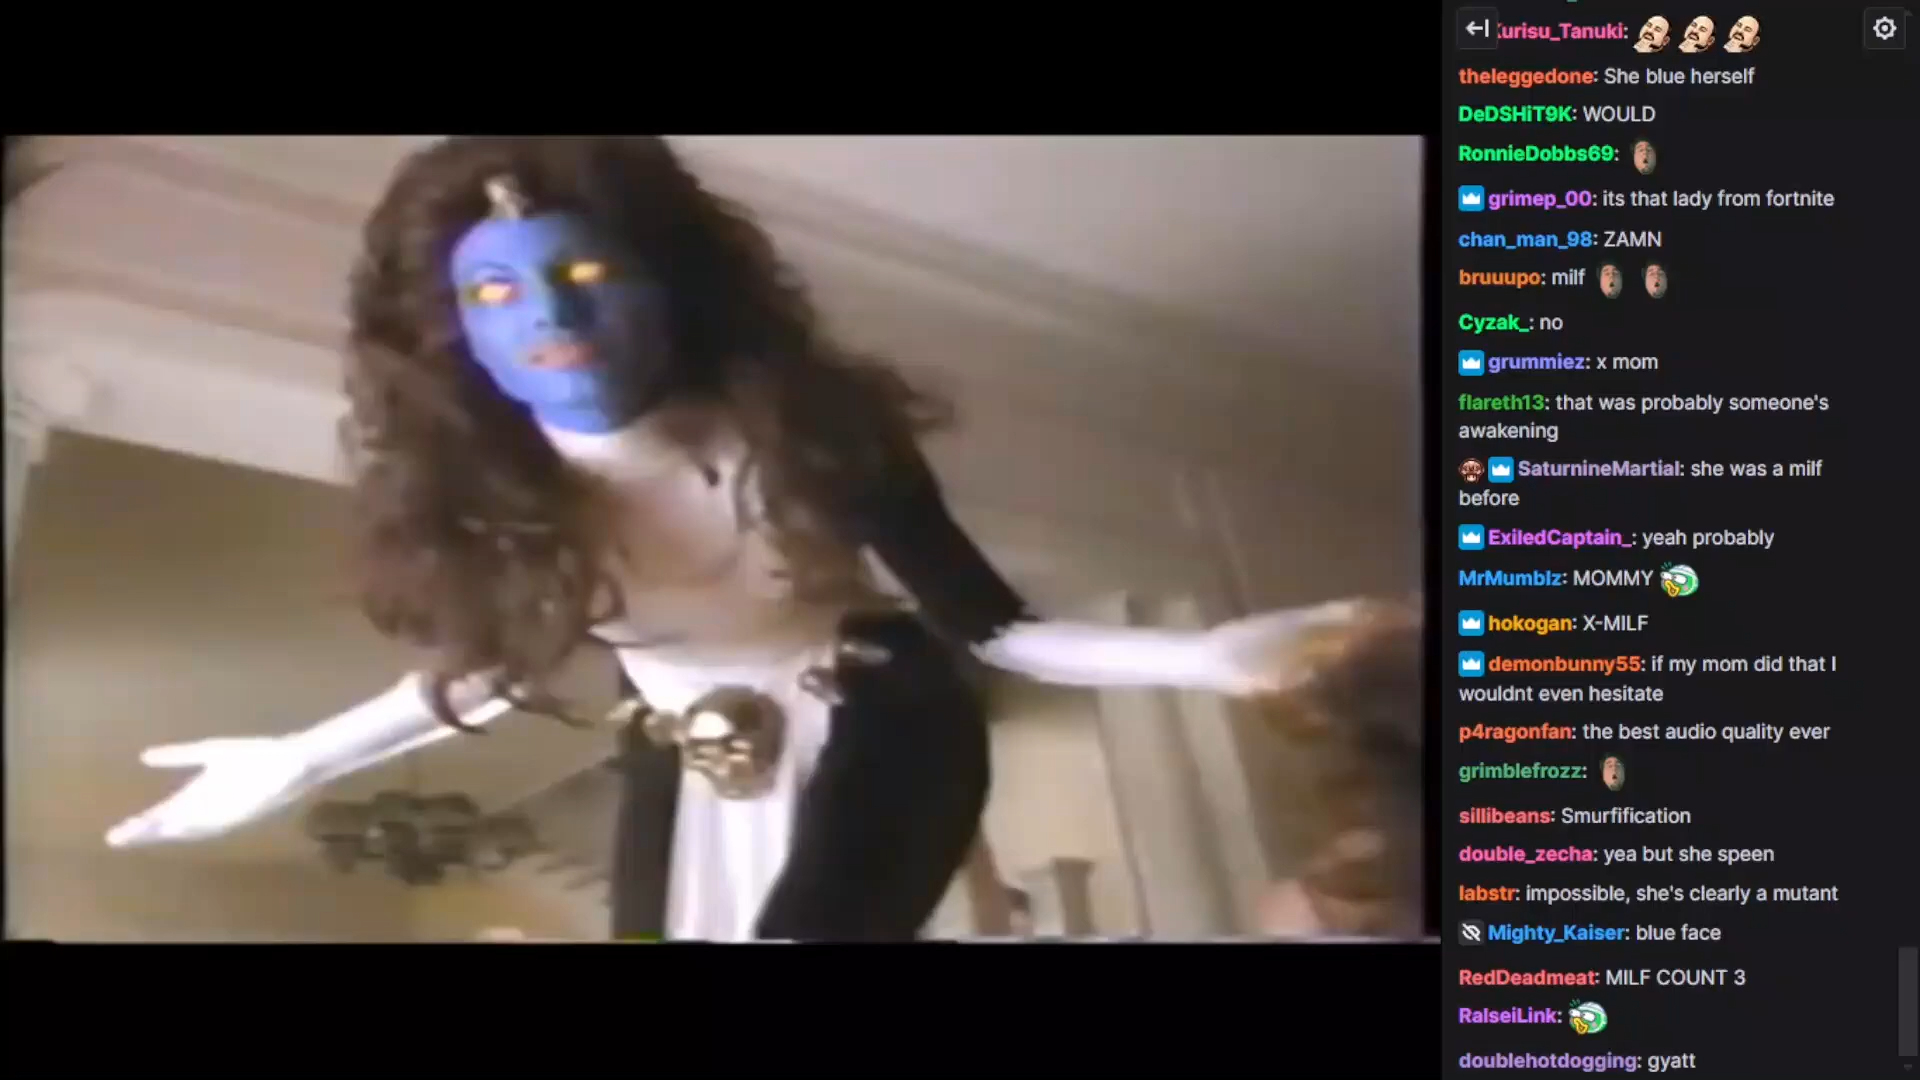 Kurisu_Tanuki:
theleggedone: She blue herself
DeDSHiT9K: WOULD
RonnieDobbs69:
grimep_00: its that lady from fortnite
chan_man_98: ZAMN
bruuupo: milf
Cyzak_: no
grummiez: x mom
flareth13: that was probably someone's
awakening
SaturnineMartial: she was a milf
before
ExiledCaptain_: yeah probably
MrMumblz: MOMMY
hokogan: X-MILF
demonbunny55: if my mom did that I
wouldnt even hesitate
p4ragonfan: the best audio quality ever
grimblefrozz:
sillibeans: Smurfification
double_zecha: yea but she speen
labstr: impossible, she's clearly a mutant
Mighty_Kaiser: blue face
RedDeadmeat: MILF COUNT 3
RalseiLink:
doublehotdogging: gyatt